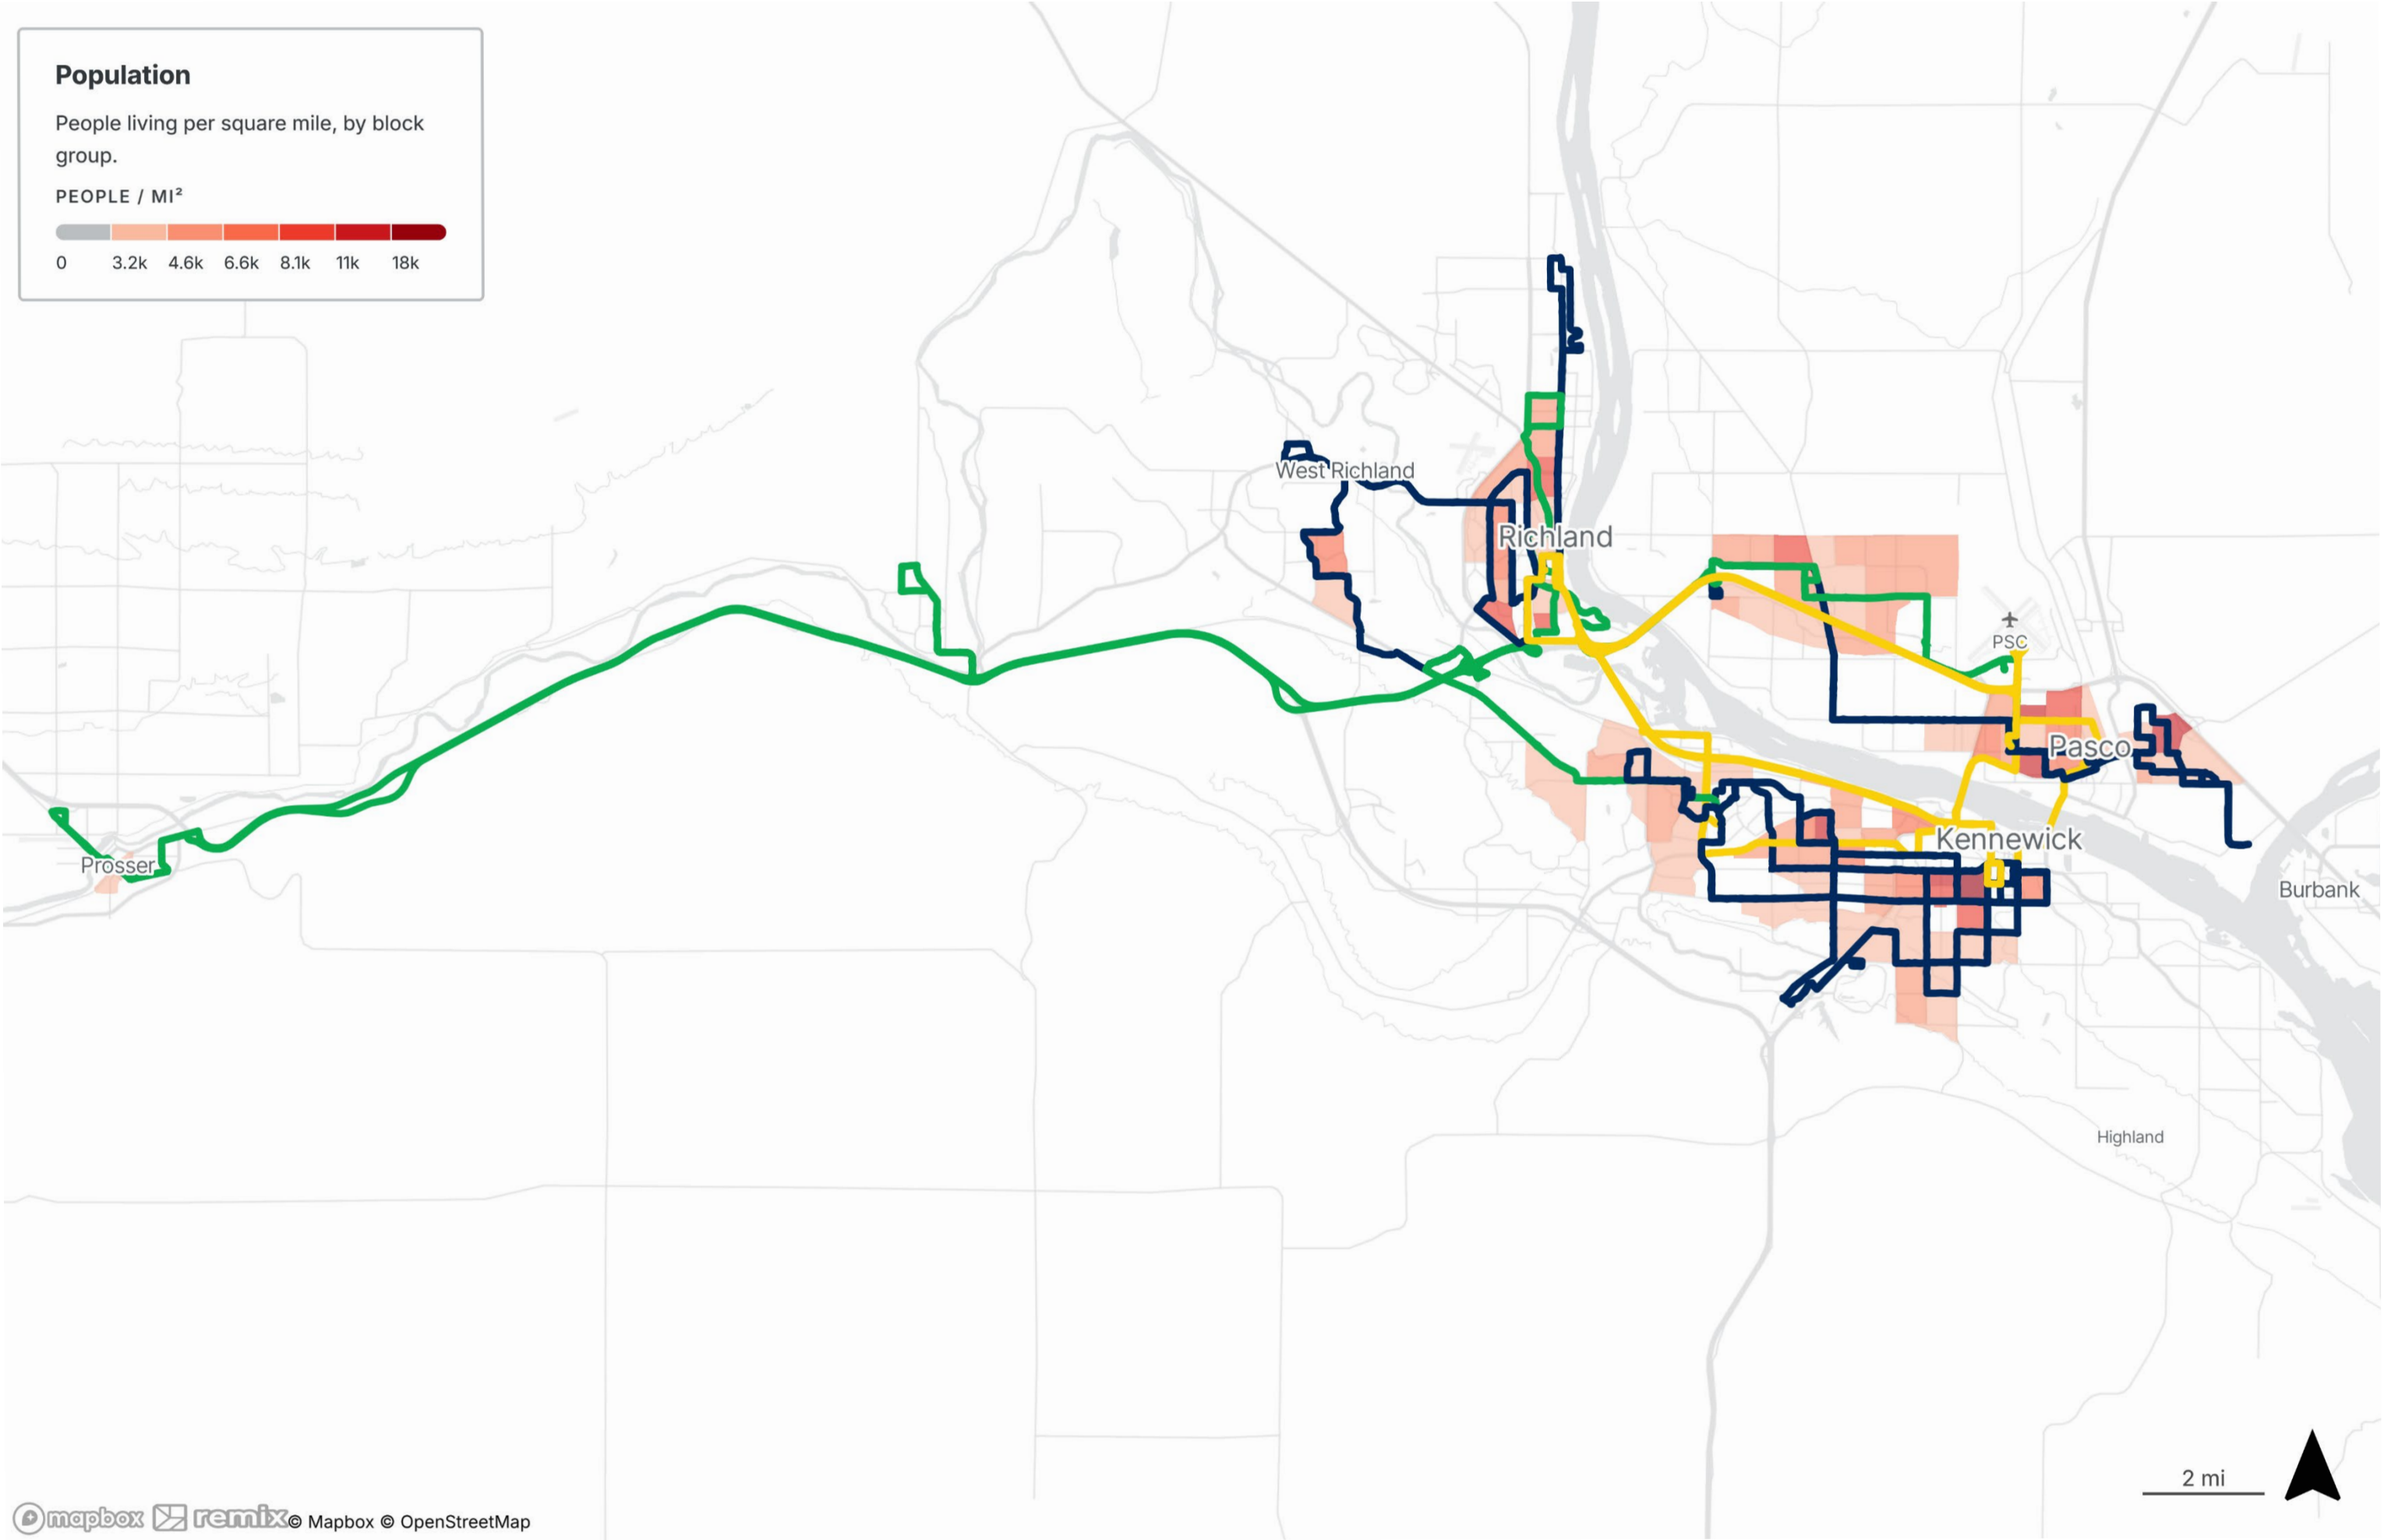 Population
People living per square mile, by block
group.
PEOPLE / MI²
0 3.2k 4.6k 6.6k 8.1k 11k 18k
West Richland
Richland
PSC
Pasco
Kennewick
Prosser
Burbank
Highland
2 mi
mapbox remix © Mapbox © OpenStreetMap